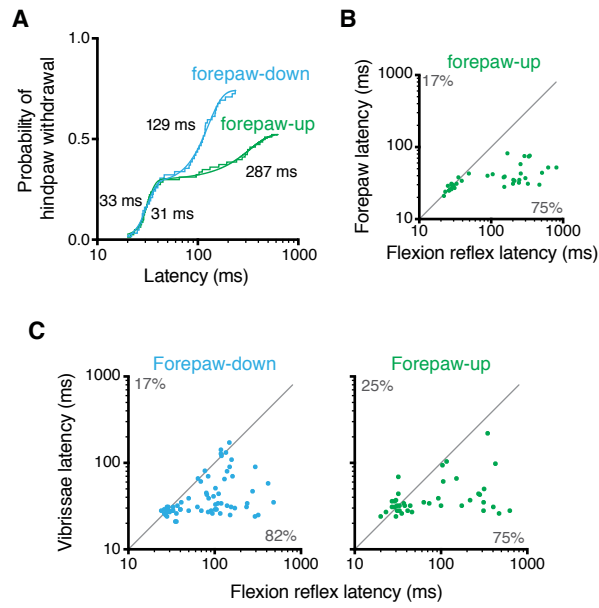 A
1.0
0.5
0.0
Probability of
hindpaw withdrawal
forepaw-down
forepaw-up
129 ms
287 ms
33 ms
31 ms
10
100
1000
Latency (ms)
B
forepaw-up
1000
100
10
Forepaw latency (ms)
17%
75%
10
100
1000
Flexion reflex latency (ms)
C
Forepaw-down
1000
100
10
Vibrissae latency (ms)
17%
82%
10
100
1000
Forepaw-up
1000
100
10
25%
75%
10
100
1000
Flexion reflex latency (ms)